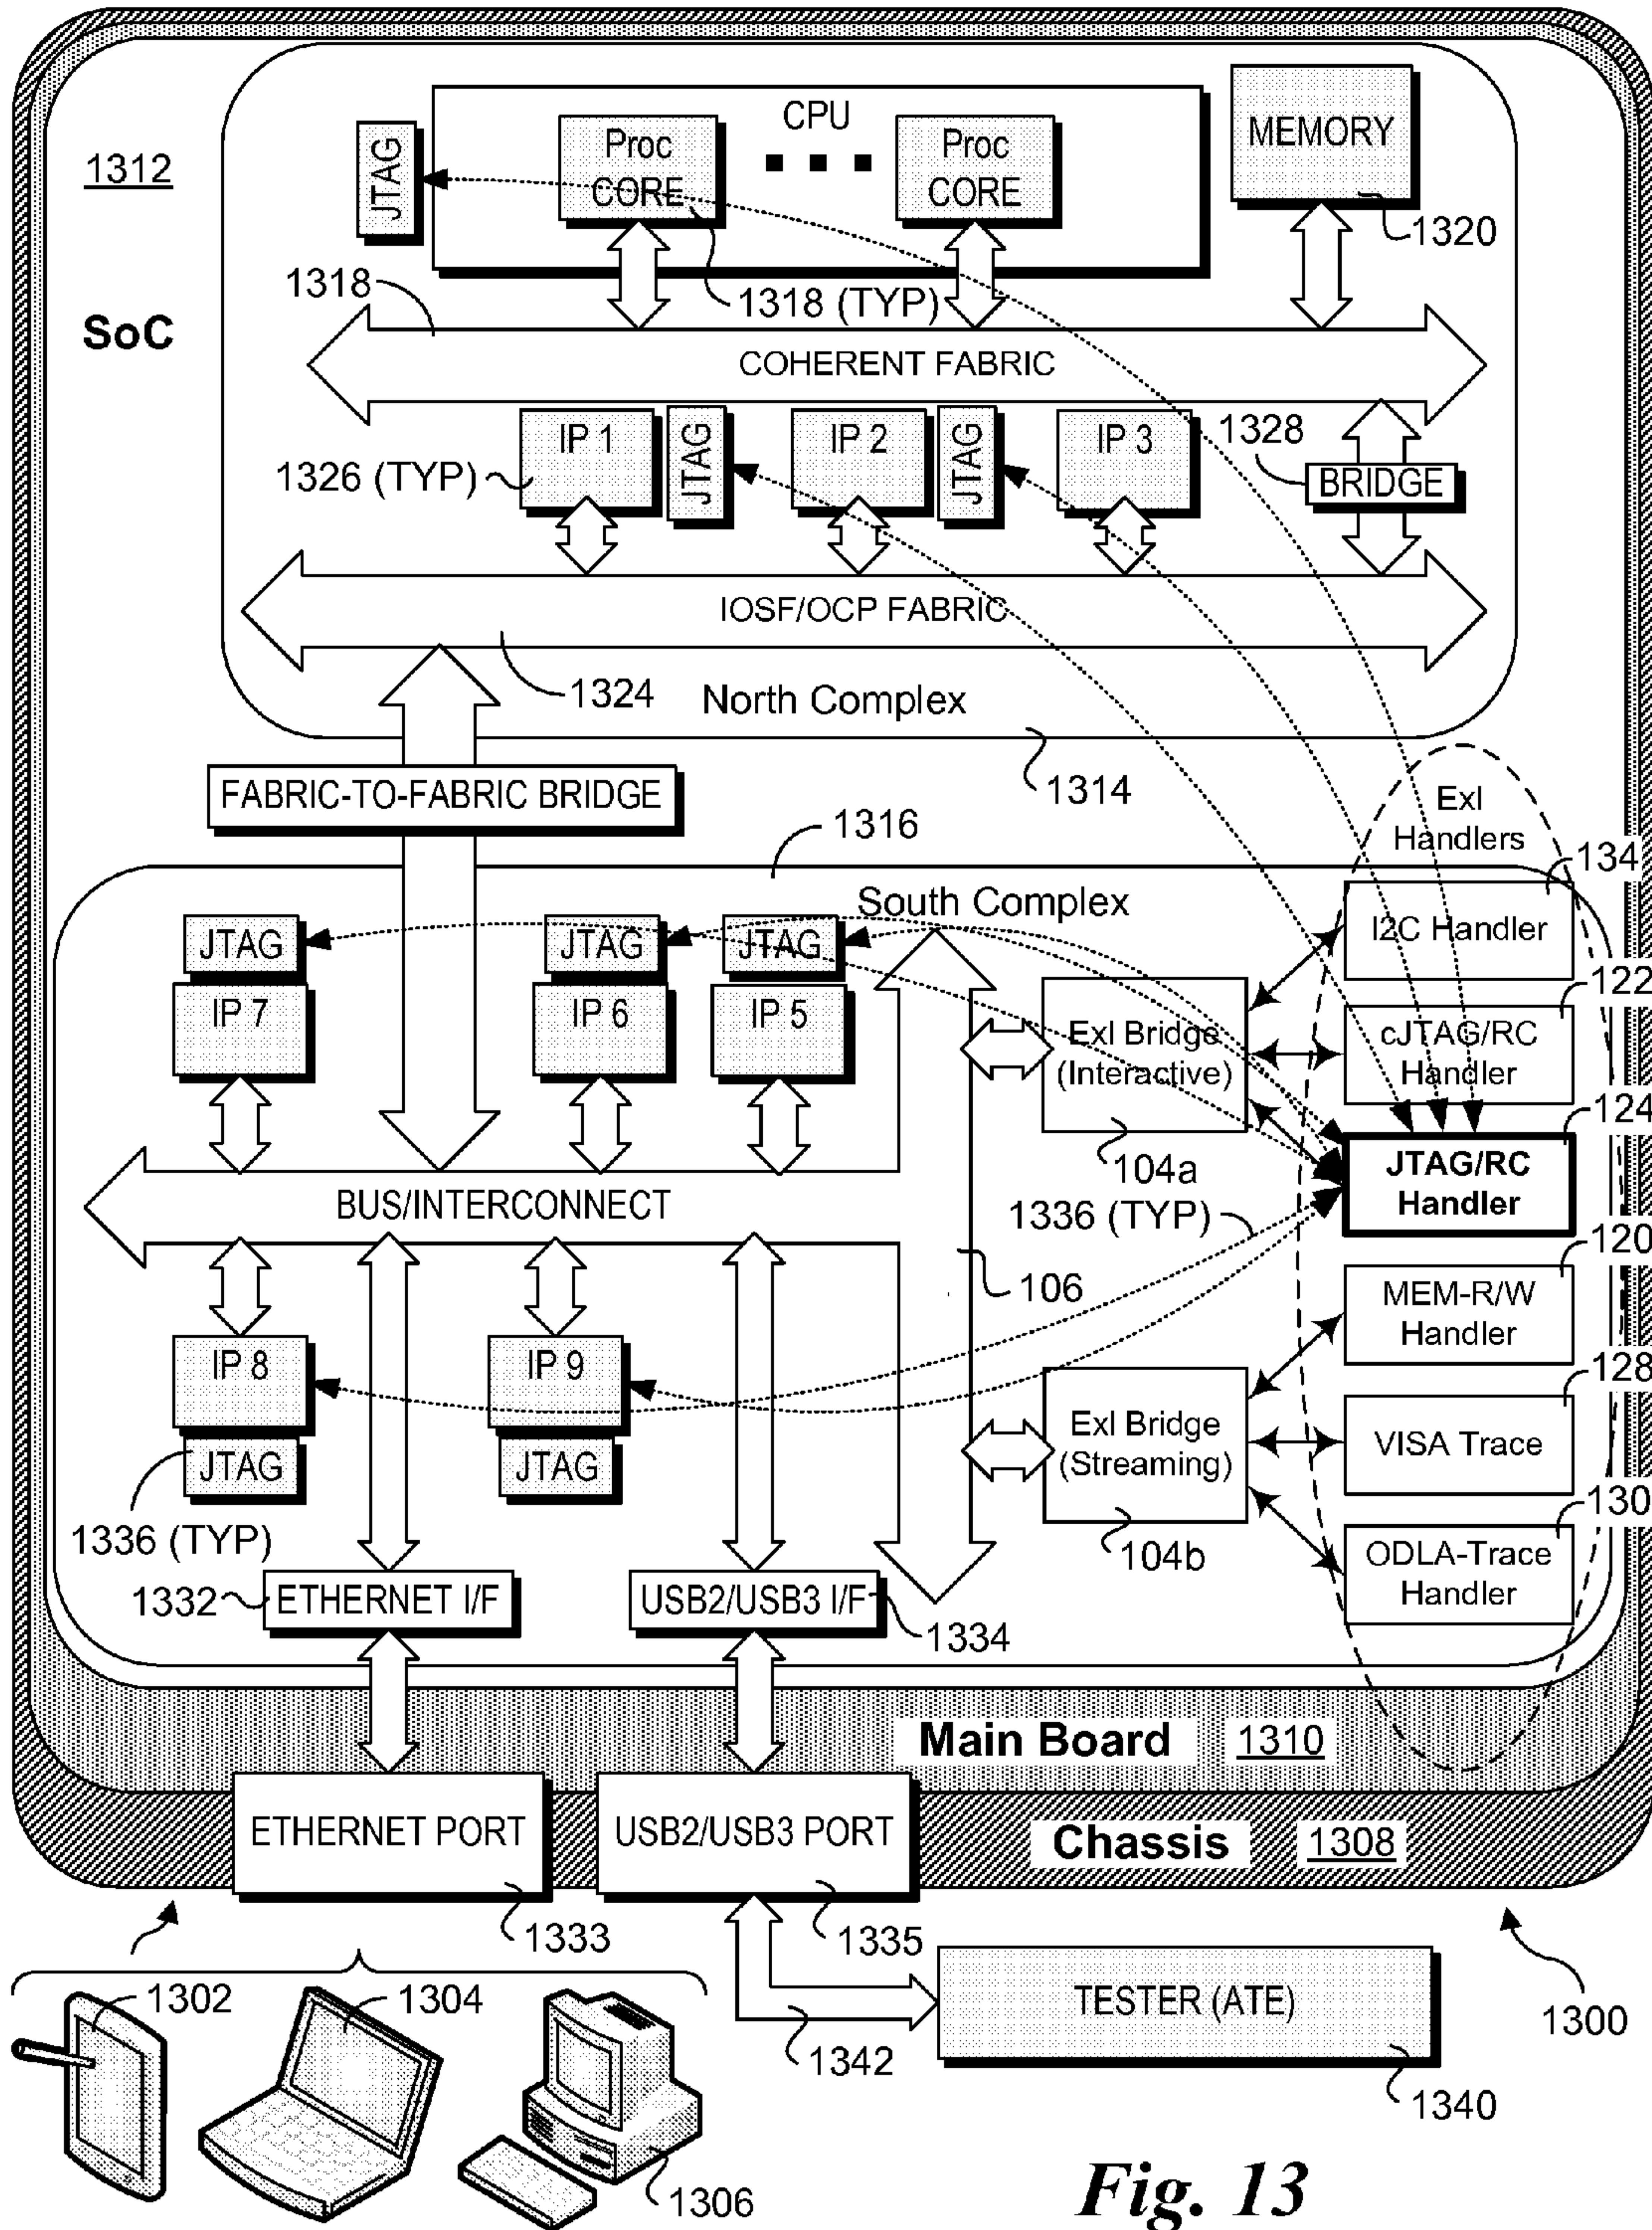 CPU
Proc
CORE
Proc
CORE
MEMORY
JTAG
1312
1320
1318
1318 (TYP)
SoC
COHERENT FABRIC
IP 1
JTAG
IP 2
JTAG
IP 3
1328
1326 (TYP)
BRIDGE
IOSF/OCP FABRIC
1324
North Complex
FABRIC-TO-FABRIC BRIDGE
1314
ExI
Handlers
1316
134
South Complex
JTAG
JTAG
JTAG
I2C Handler
122
IP 7
IP 6
IP 5
ExI Bridge
(Interactive)
cJTAG/RC
Handler
124
104a
JTAG/RC
Handler
BUS/INTERCONNECT
1336 (TYP)
120
106
MEM-R/W
Handler
IP 8
IP 9
128
ExI Bridge
(Streaming)
VISA Trace
JTAG
JTAG
130
1336 (TYP)
104b
ODLA-Trace
Handler
1332
ETHERNET I/F
USB2/USB3 I/F
1334
Main Board
1310
ETHERNET PORT
USB2/USB3 PORT
Chassis
1308
1333
1335
1302
1304
TESTER (ATE)
1300
1342
1340
1306
Fig. 13